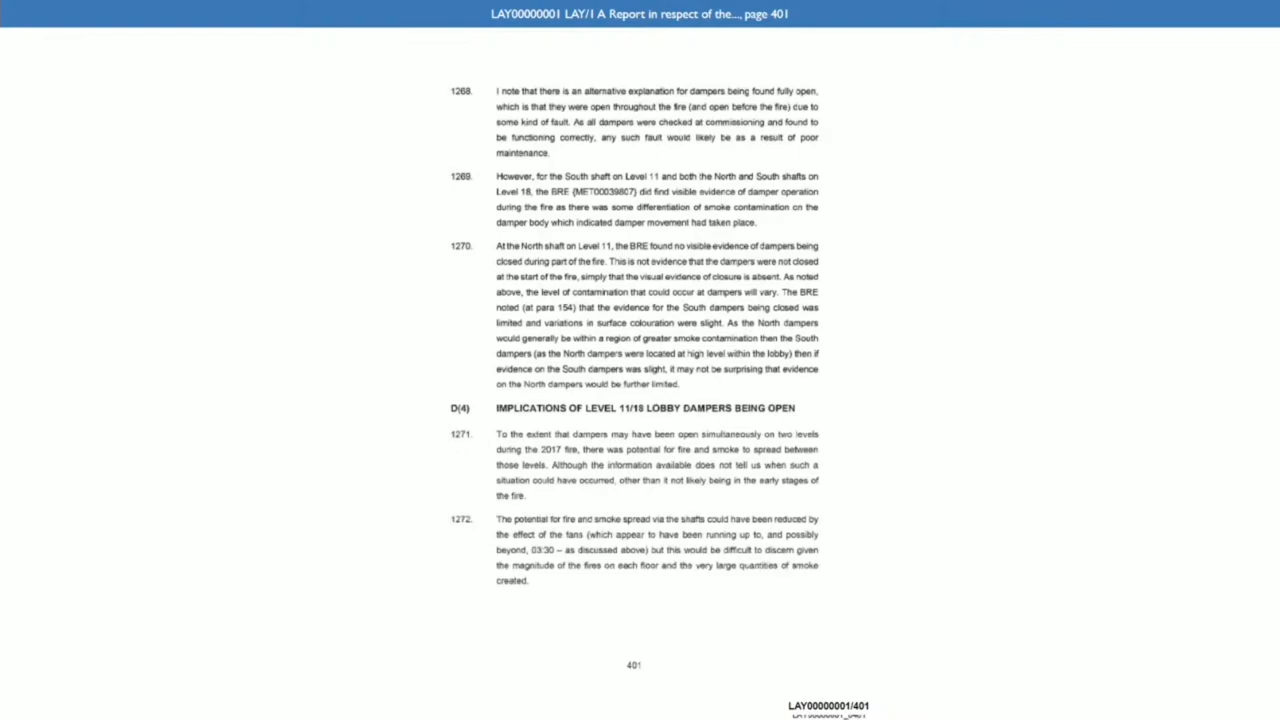 LAY00000001 LAY/1 A Report in respect of the..., page 401
1268. I note that there is an alternative explanation for dampers being found fully open,
which is that they were open throughout the fire (and open before the fire) due to
some kind of fault. As all dampers were checked at commissioning and found to
be functioning correctly, any such fault would likely be as a result of poor
maintenance.
1269. However, for the South shaft on Level 11 and both the North and South shafts on
Level 18, the BRE {MET00039807} did find visible evidence of damper operation
during the fire as there was some differentiation of smoke contamination on the
damper body which indicated damper movement had taken place.
1270. At the North shaft on Level 11, the BRE found no visible evidence of dampers being
closed during part of the fire. This is not evidence that the dampers were not closed
at the start of the fire, simply that the visual evidence of closure is absent. As noted
above, the level of contamination that could occur at dampers will vary. The BRE
noted (at para 154) that the evidence for the South dampers being closed was
limited and variations in surface colouration were slight. As the North dampers
would generally be within a region of greater smoke contamination then the South
dampers (as the North dampers were located at high level within the lobby) then if
evidence on the South dampers was slight, it may not be surprising that evidence
on the North dampers would be further limited.
D(4) IMPLICATIONS OF LEVEL 11/18 LOBBY DAMPERS BEING OPEN
1271. To the extent that dampers may have been open simultaneously on two levels
during the 2017 fire, there was potential for fire and smoke to spread between
those levels. Although the information available does not tell us when such a
situation could have occurred, other than it not likely being in the early stages of
the fire.
1272. The potential for fire and smoke spread via the shafts could have been reduced by
the effect of the fans (which appear to have been running up to, and possibly
beyond, 03:30 – as discussed above) but this would be difficult to discern given
the magnitude of the fires on each floor and the very large quantities of smoke
created.
401
LAY00000001/401
LAY00000001_0401